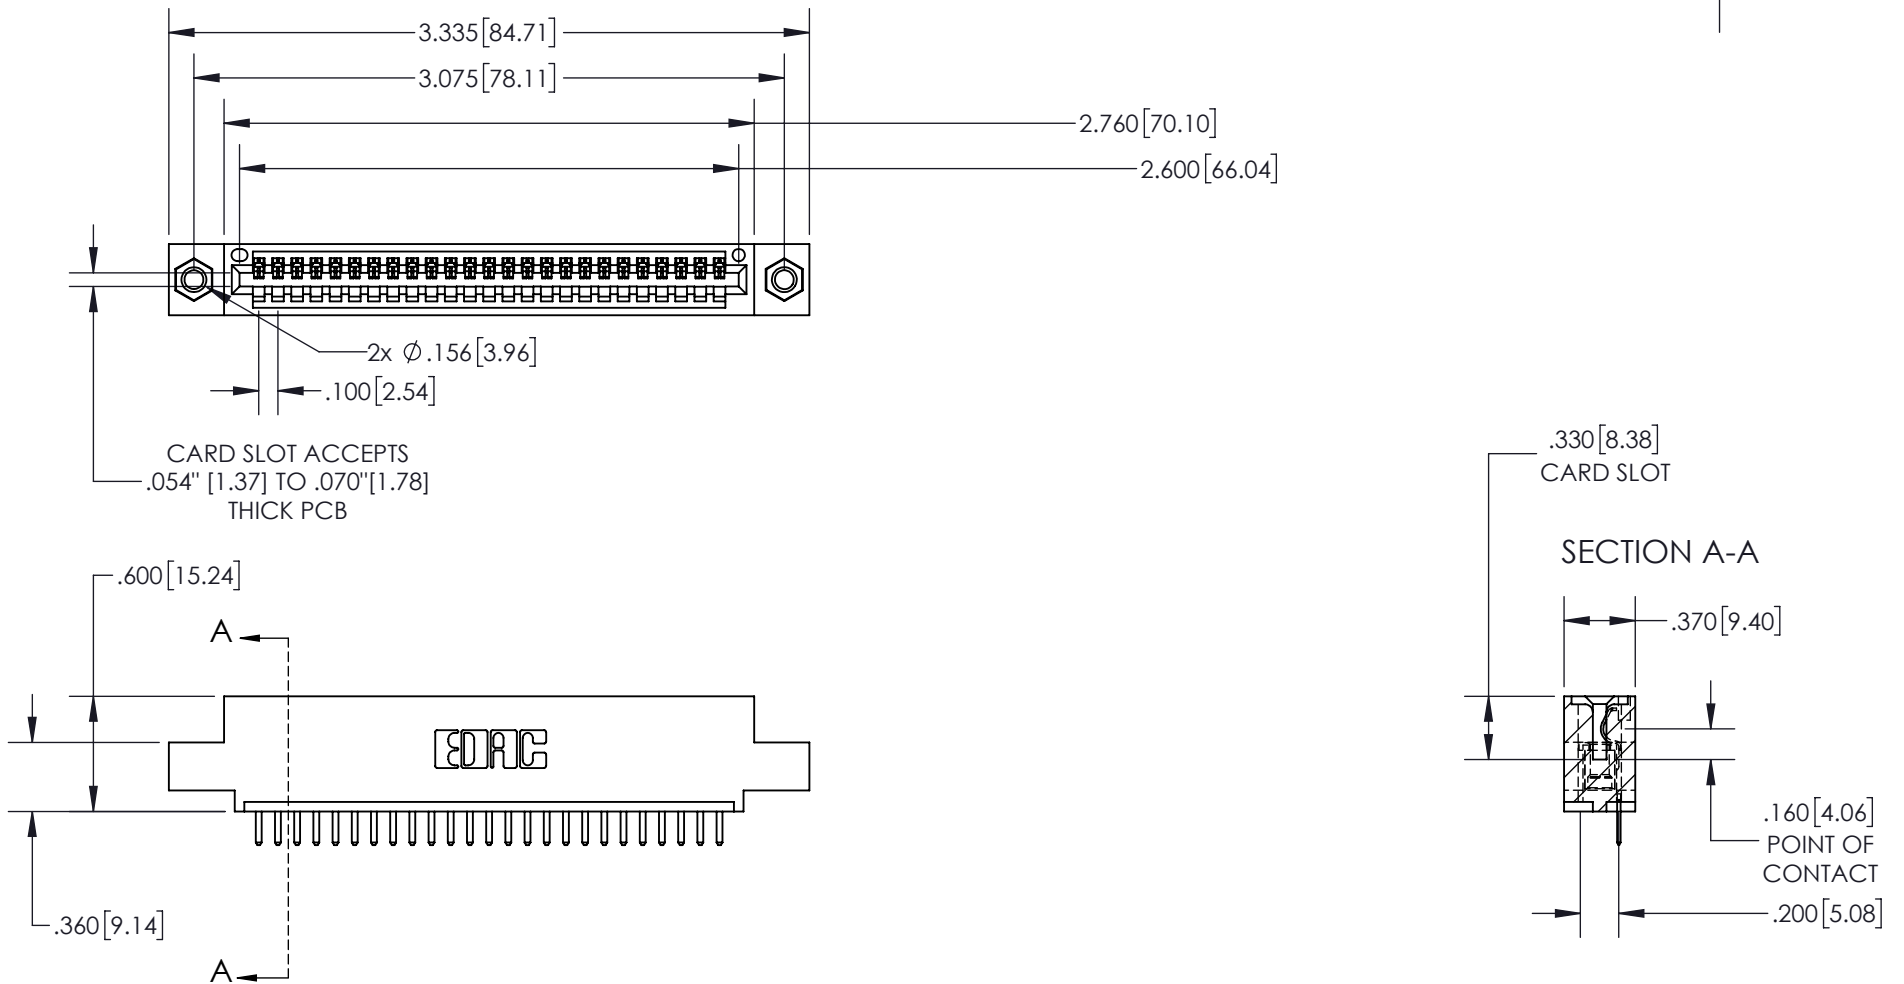 3.335[84.71]
3.075[78.11]
2.760[70.10]
2.600[66.04]
2x ⌀.156[3.96]
.100[2.54]
CARD SLOT ACCEPTS
.054" [1.37] TO .070"[1.78]
THICK PCB
.330[8.38]
CARD SLOT
SECTION A-A
.600[15.24]
A
.370[9.40]
EDAC
.160[4.06]
POINT OF
CONTACT
.200[5.08]
.360[9.14]
A